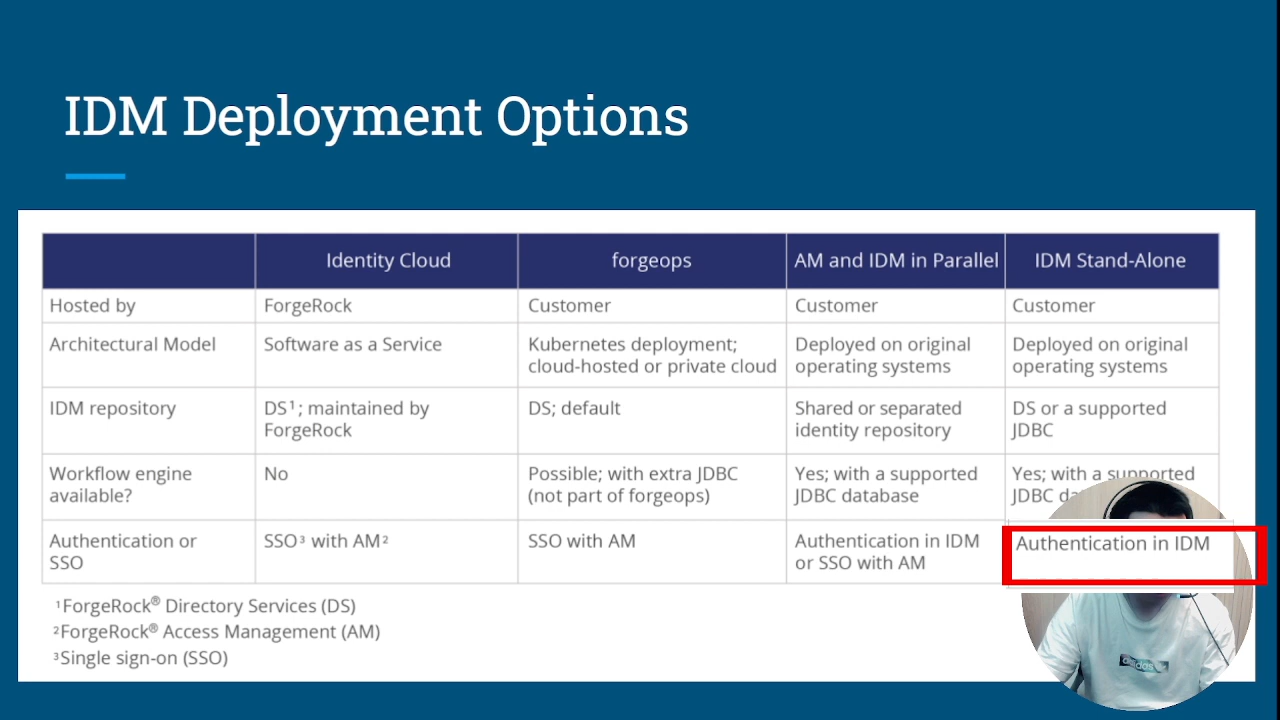 IDM Deployment Options
Identity Cloud forgeops AM and IDM in Parallel IDM Stand-Alone
Hosted by ForgeRock Customer Customer Customer
Architectural Model Software as a Service Kubernetes deployment; Deployed on original Deployed on original
cloud-hosted or private cloud operating systems operating systems
IDM repository DS¹; maintained by DS; default Shared or separated DS or a supported
ForgeRock identity repository JDBC
Workflow engine No Possible; with extra JDBC Yes; with a supported Yes; with a supported
available? (not part of forgeops) JDBC database JDBC
Authentication or SSO³ with AM² SSO with AM Authentication in IDM Authentication in IDM
SSO or SSO with AM
¹ForgeRock® Directory Services (DS)
²ForgeRock® Access Management (AM)
³Single sign-on (SSO)
adidas